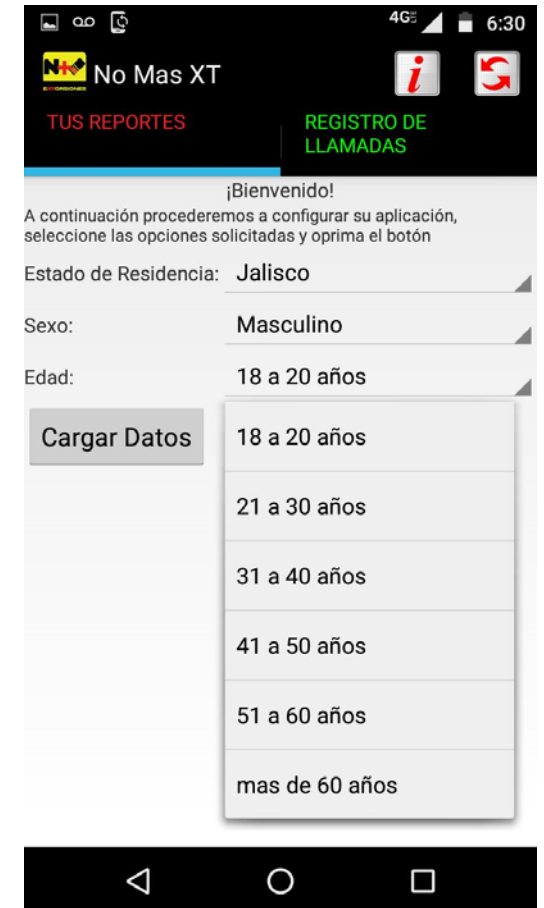 4G LTE 6:30
N+
EXTORSIONES
No Mas XT
i
TUS REPORTES
REGISTRO DE
LLAMADAS
¡Bienvenido!
A continuación procederemos a configurar su aplicación,
seleccione las opciones solicitadas y oprima el botón
Estado de Residencia: Jalisco
Sexo: Masculino
Edad: 18 a 20 años
Cargar Datos
18 a 20 años
21 a 30 años
31 a 40 años
41 a 50 años
51 a 60 años
mas de 60 años